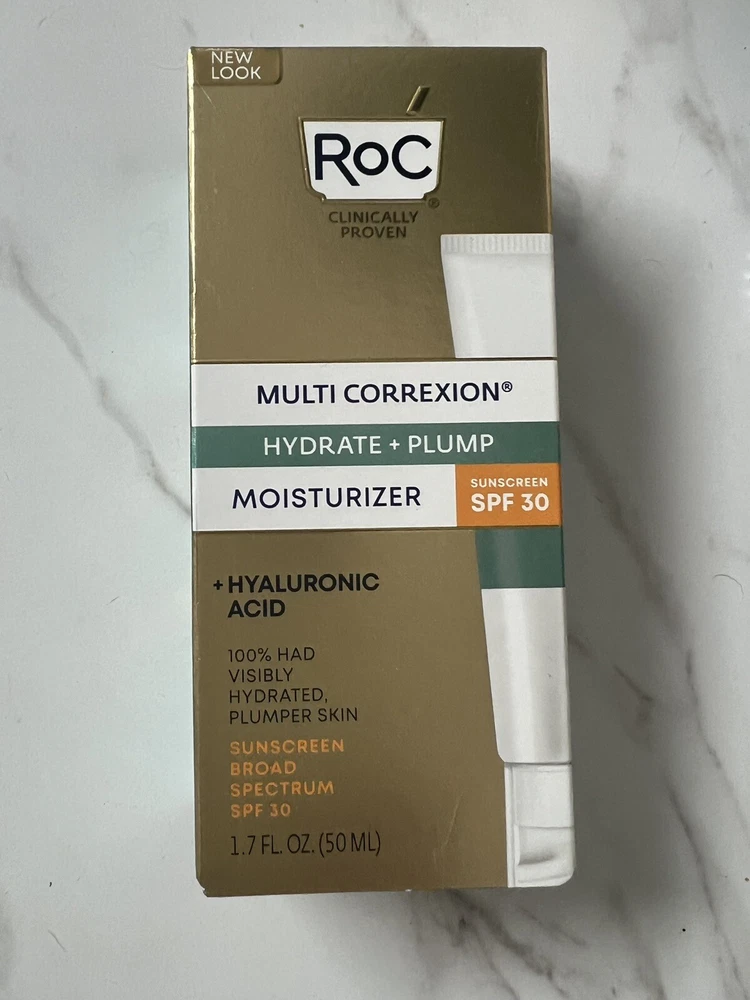 NEW
LOOK
RoC
®
CLINICALLY
PROVEN
MULTI CORREXION®
HYDRATE + PLUMP
MOISTURIZER
SUNSCREEN
SPF 30
+ HYALURONIC
ACID
100% HAD
VISIBLY
HYDRATED,
PLUMPER SKIN
SUNSCREEN
BROAD
SPECTRUM
SPF 30
1.7 FL. OZ. (50 ML)